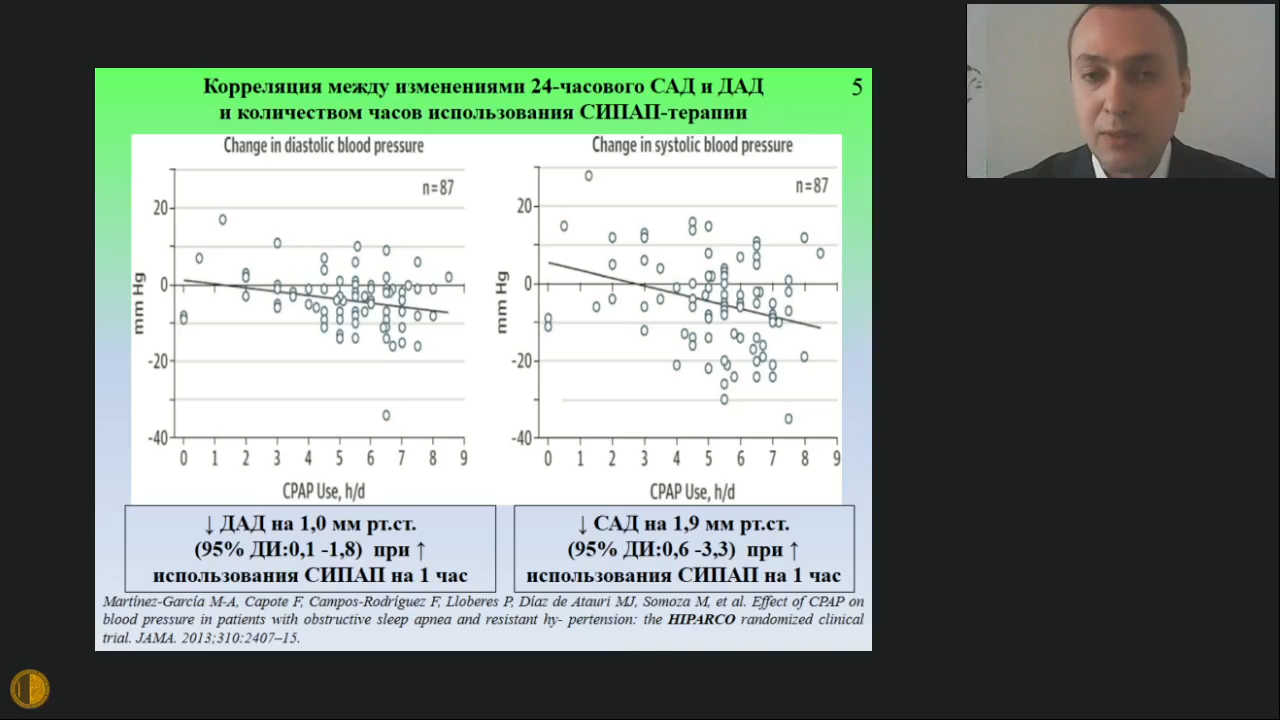 Корреляция между изменениями 24-часового САД и ДАД
и количеством часов использования СИПАП-терапии
5
Change in diastolic blood pressure
n=87
20
0
-20
-40
mm Hg
0 1 2 3 4 5 6 7 8 9
CPAP Use, h/d
Change in systolic blood pressure
n=87
20
0
-20
-40
mm Hg
0 1 2 3 4 5 6 7 8 9
CPAP Use, h/d
↓ ДАД на 1,0 мм рт.ст.
(95% ДИ:0,1 -1,8) при ↑
использования СИПАП на 1 час
↓ САД на 1,9 мм рт.ст.
(95% ДИ:0,6 -3,3) при ↑
использования СИПАП на 1 час
Martínez-García M-A, Capote F, Campos-Rodríguez F, Lloberes P, Díaz de Atauri MJ, Somoza M, et al. Effect of CPAP on
blood pressure in patients with obstructive sleep apnea and resistant hy- pertension: the HIPARCO randomized clinical
trial. JAMA. 2013;310:2407–15.